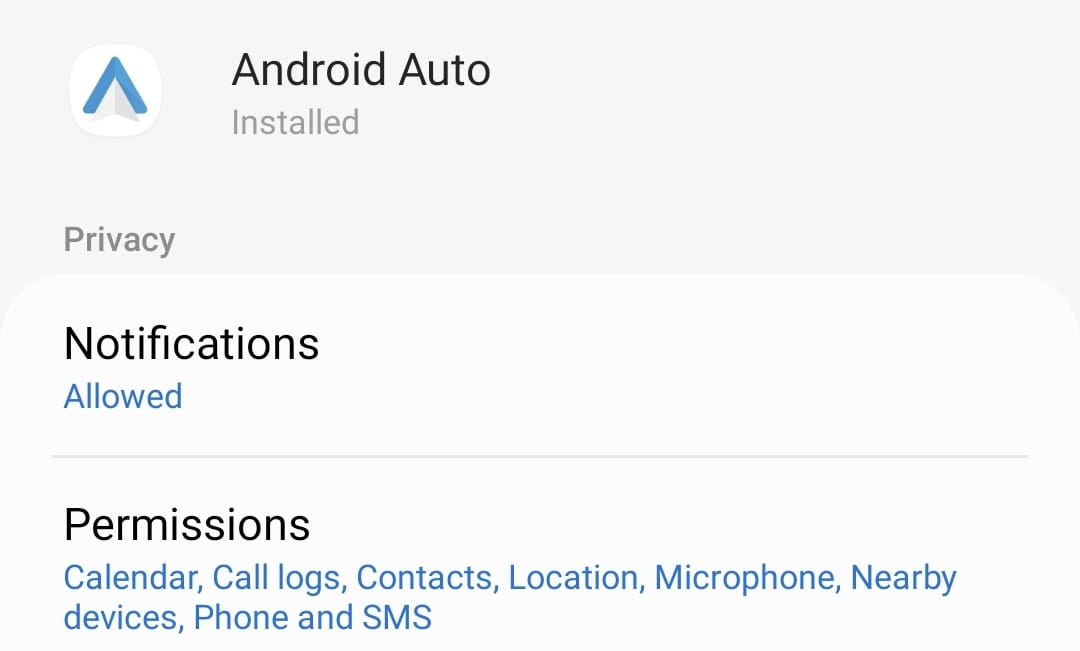 Android Auto
Installed
Privacy
Notifications
Allowed
Permissions
Calendar, Call logs, Contacts, Location, Microphone, Nearby
devices, Phone and SMS